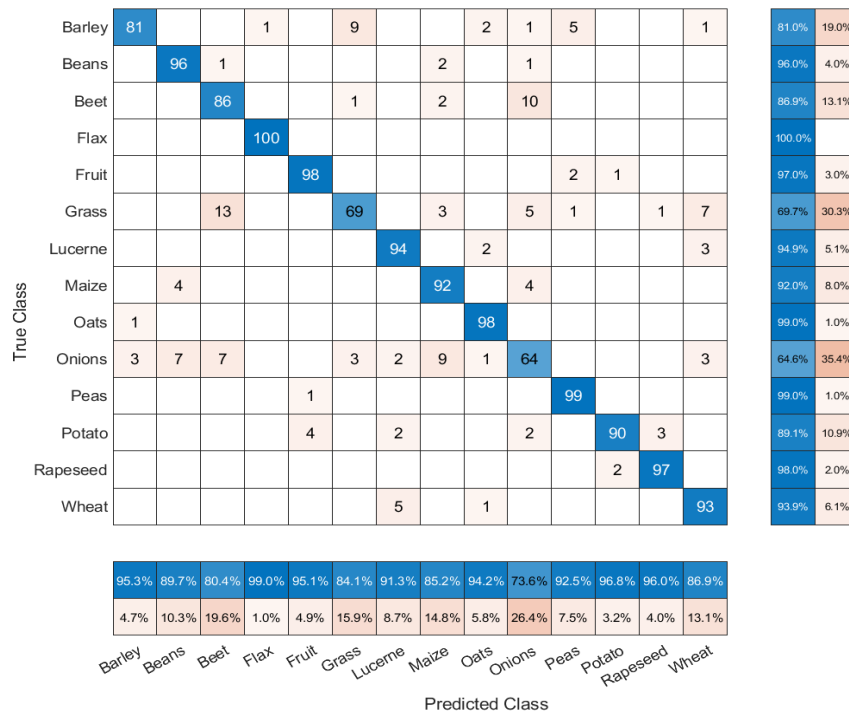 Barley 81 1 9 2 1 5 1 81.0% 19.0%
Beans 96 1 2 1 96.0% 4.0%
Beet 86 1 2 10 86.9% 13.1%
Flax 100 100.0%
Fruit 98 2 1 97.0% 3.0%
Grass 13 69 3 5 1 1 7 69.7% 30.3%
Lucerne 94 2 3 94.9% 5.1%
Maize 4 92 4 92.0% 8.0%
Oats 1 98 99.0% 1.0%
Onions 3 7 7 3 2 9 1 64 3 64.6% 35.4%
Peas 1 99 99.0% 1.0%
Potato 4 2 2 90 3 89.1% 10.9%
Rapeseed 2 97 98.0% 2.0%
Wheat 5 1 93 93.9% 6.1%
True Class
95.3% 89.7% 80.4% 99.0% 95.1% 84.1% 91.3% 85.2% 94.2% 73.6% 92.5% 96.8% 96.0% 86.9%
4.7% 10.3% 19.6% 1.0% 4.9% 15.9% 8.7% 14.8% 5.8% 26.4% 7.5% 3.2% 4.0% 13.1%
Barley Beans Beet Flax Fruit Grass Lucerne Maize Oats Onions Peas Potato Rapeseed Wheat
Predicted Class